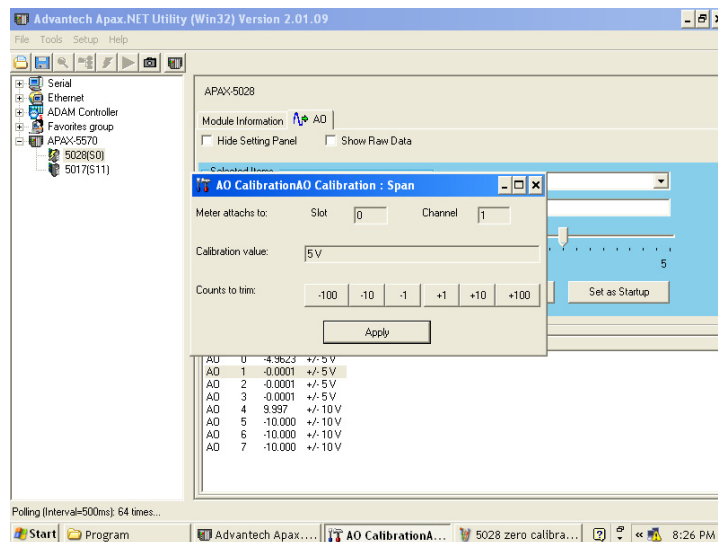 Advantech Apax.NET Utility (Win32) Version 2.01.09
File Tools Setup Help
Serial
Ethernet
ADAM Controller
Favorites group
APAX-5570
5028(S0)
5017(S11)
APAX-5028
Module Information AO
Hide Setting Panel Show Raw Data
AO CalibrationAO Calibration : Span
Meter attachs to: Slot 0 Channel 1
Calibration value: 5 V
Counts to trim: -100 -10 -1 +1 +10 +100
Apply
5
Set as Startup
AO 0 -4.9623 +/- 5 V
AO 1 -0.0001 +/- 5 V
AO 2 -0.0001 +/- 5 V
AO 3 -0.0001 +/- 5 V
AO 4 9.997 +/- 10 V
AO 5 -10.000 +/- 10 V
AO 6 -10.000 +/- 10 V
AO 7 -10.000 +/- 10 V
Polling (Interval=500ms): 64 times...
Start Program Advantech Apax.... AO CalibrationA... 5028 zero calibra... 8:26 PM